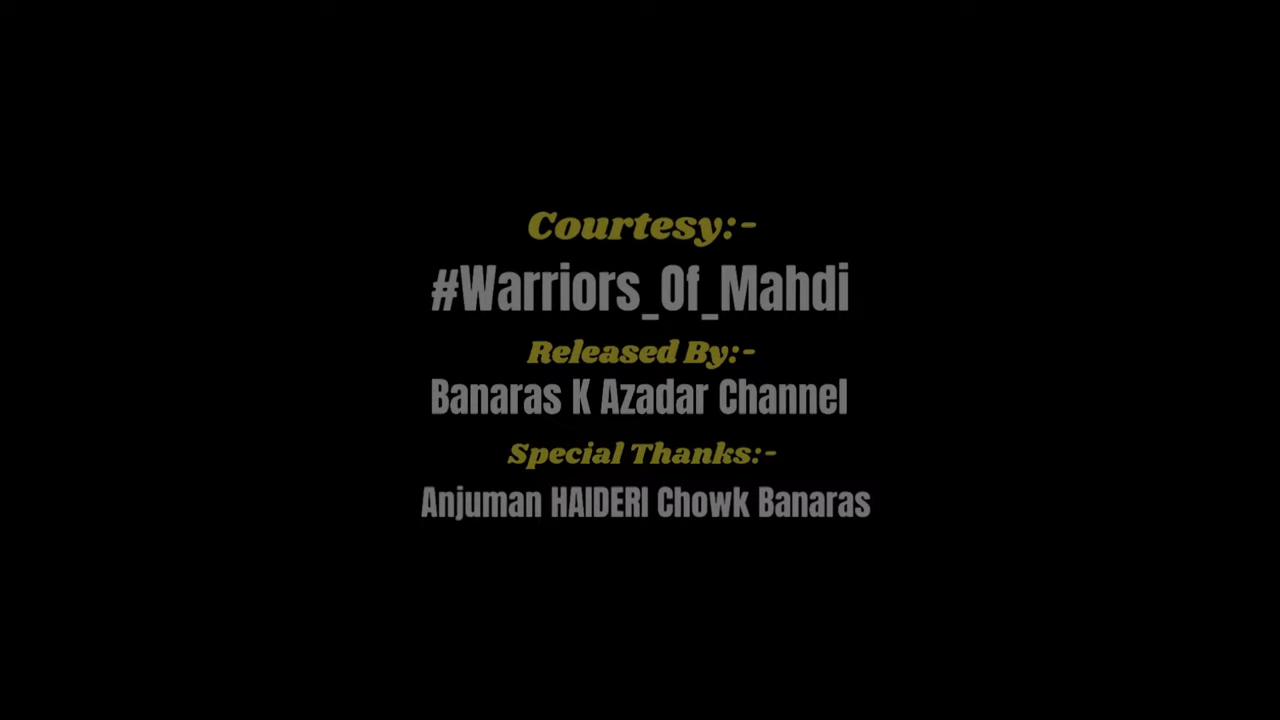 Courtesy:-
#Warriors_Of_Mahdi
Released By:-
Banaras K Azadar Channel
Special Thanks:-
Anjuman HAIDERI Chowk Banaras